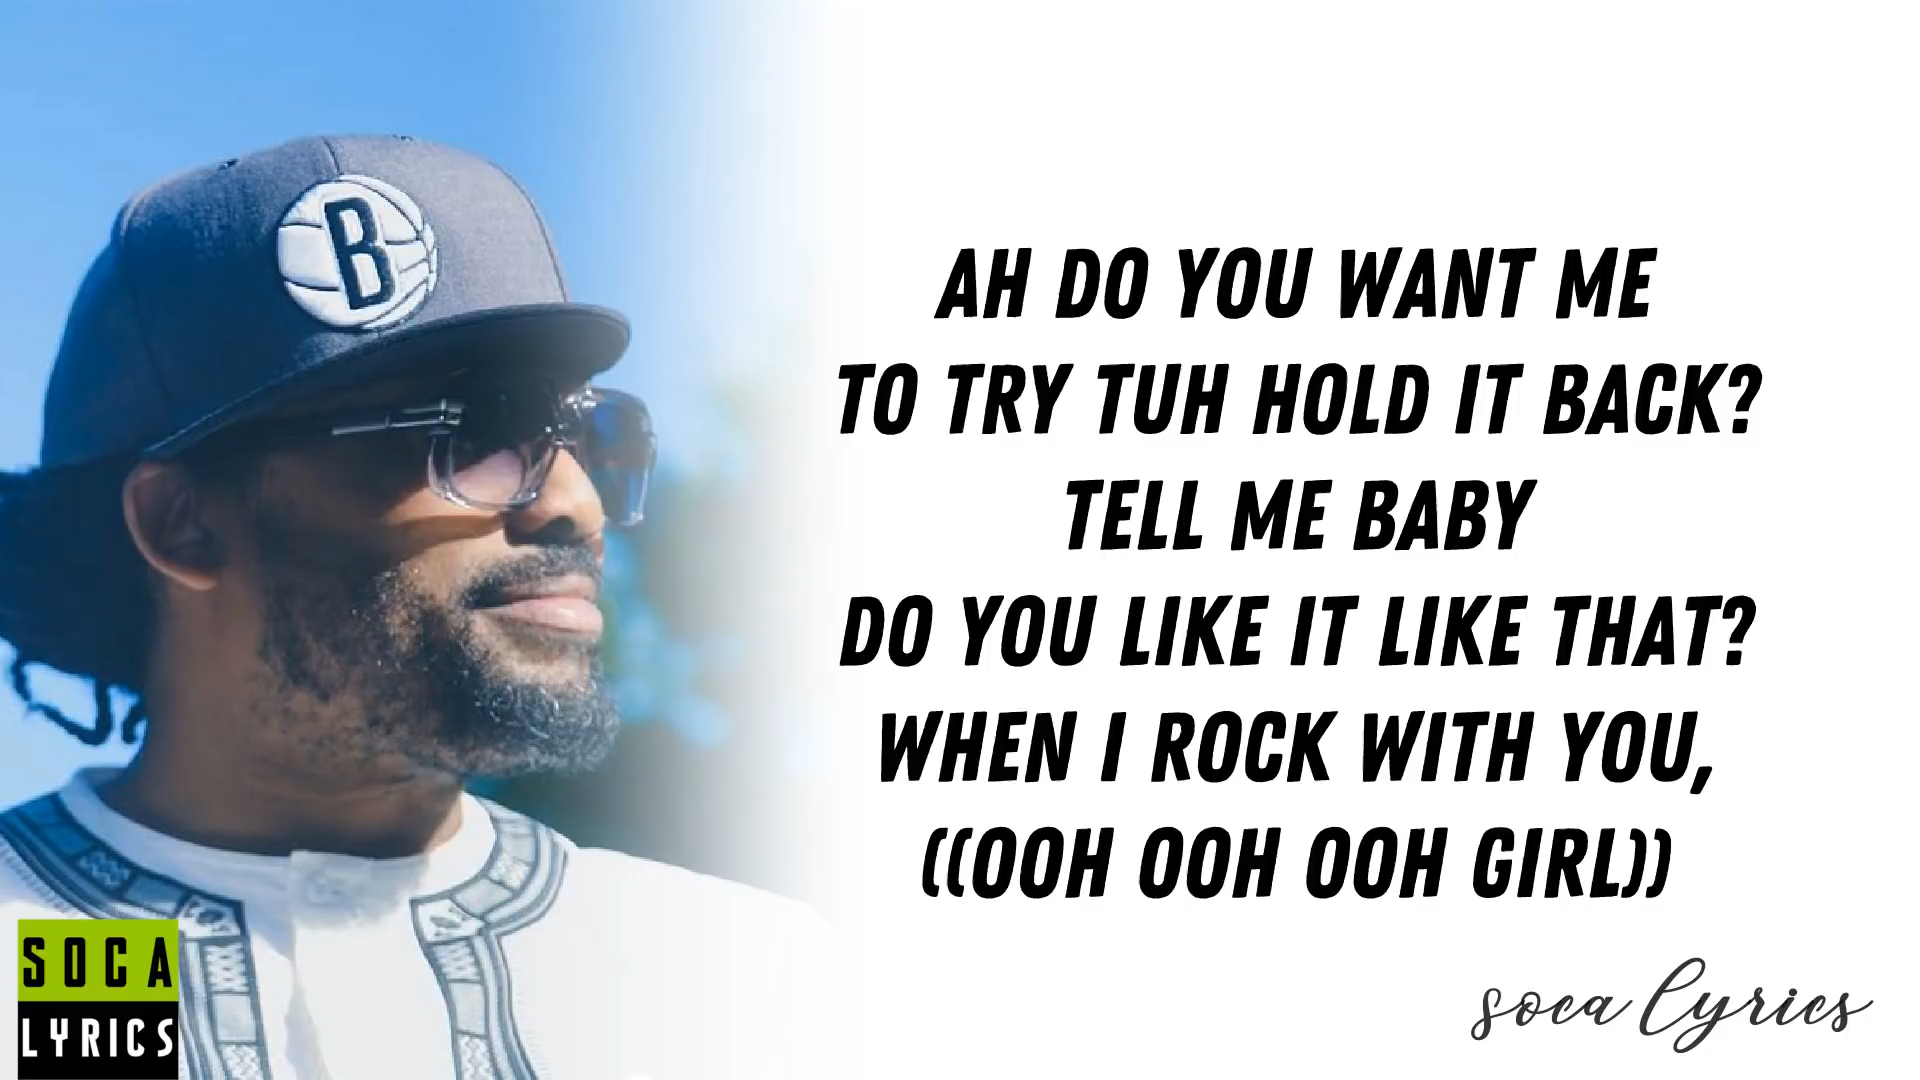 B
AH DO YOU WANT ME
TO TRY TUH HOLD IT BACK?
TELL ME BABY
DO YOU LIKE IT LIKE THAT?
WHEN I ROCK WITH YOU,
((OOH OOH OOH GIRL))
SOCA
LYRICS
soca lyrics